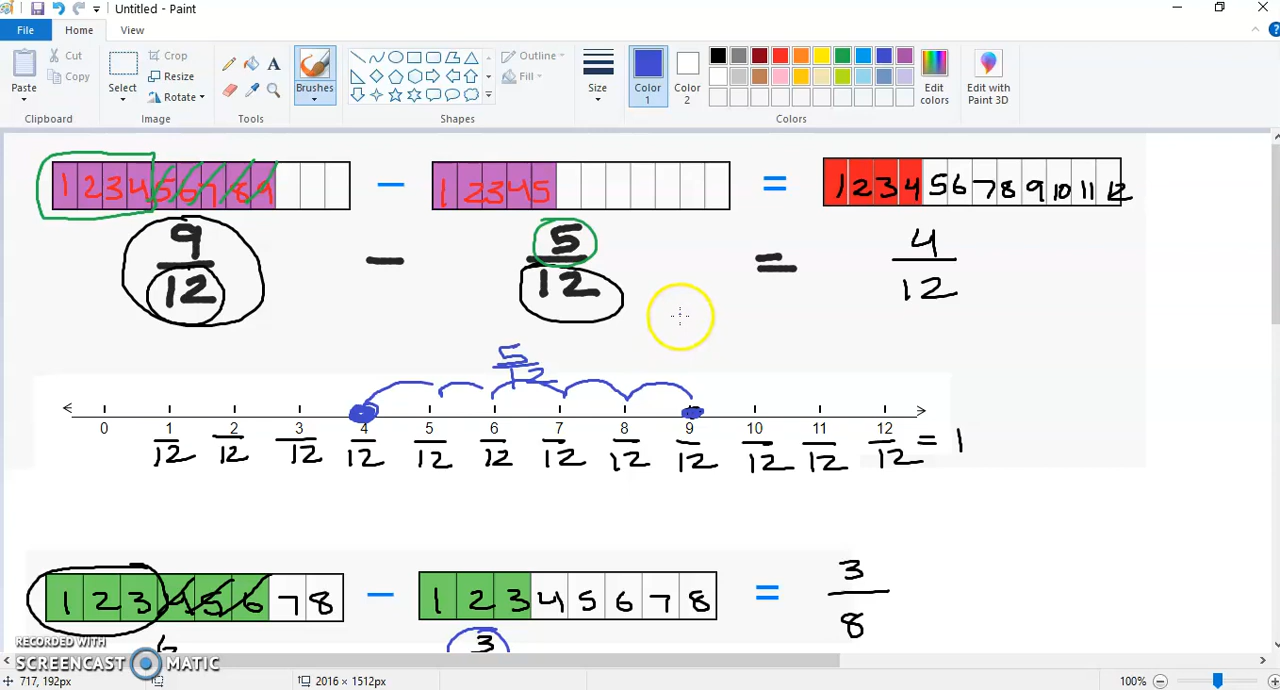 Untitled - Paint
File Home View
Paste
Cut
Copy
Clipboard
Select
Crop
Resize
Rotate
Image
Tools
Brushes
Shapes
Outline
Fill
Size
Color 1
Color 2
Edit colors
Colors
Edit with Paint 3D
1 2 3 4 5 6 7 8 9 - 1 2 3 4 5 = 1 2 3 4 5 6 7 8 9 10 11 12
9/12 - 5/12 = 4/12
5/12
0 1/12 2/12 3/12 4/12 5/12 6/12 7/12 8/12 9/12 10/12 11/12 12/12 = 1
1 2 3 4 5 6 7 8 - 1 2 3 4 5 6 7 8 = 3/8
3
RECORDED WITH
SCREENCAST MATIC
717, 192px
2016 × 1512px
100%